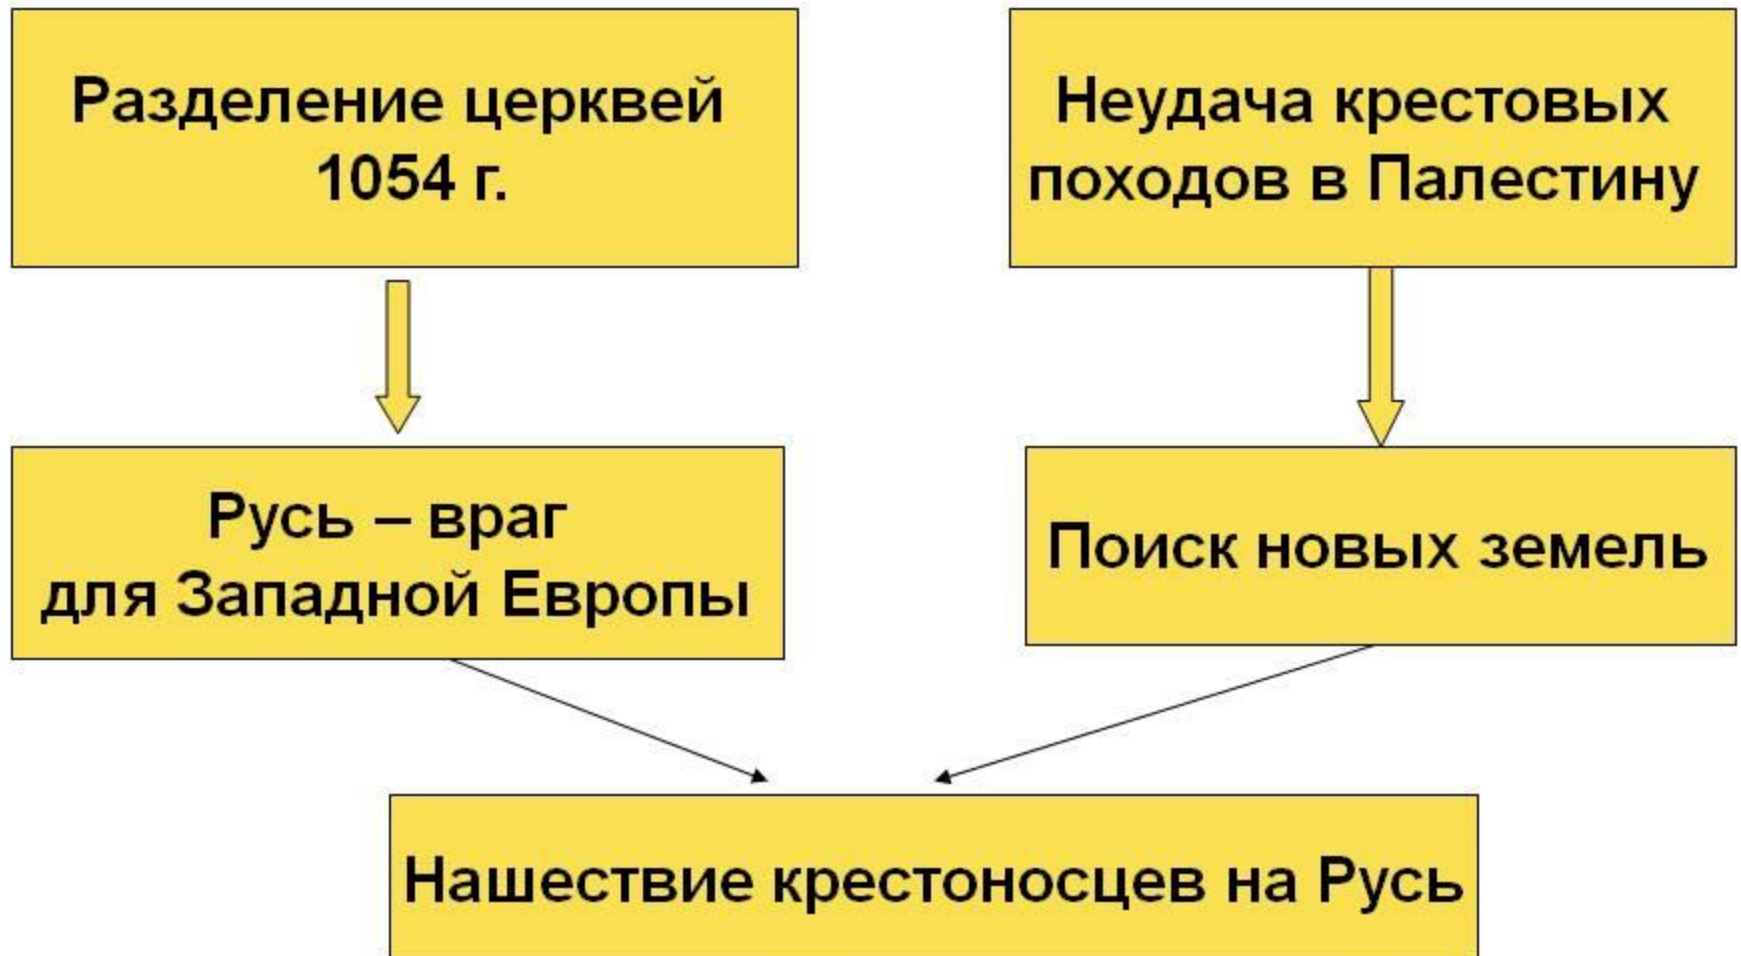 Разделение церквей
1054 г.
Неудача крестовых
походов в Палестину
Русь – враг
для Западной Европы
Поиск новых земель
Нашествие крестоносцев на Русь